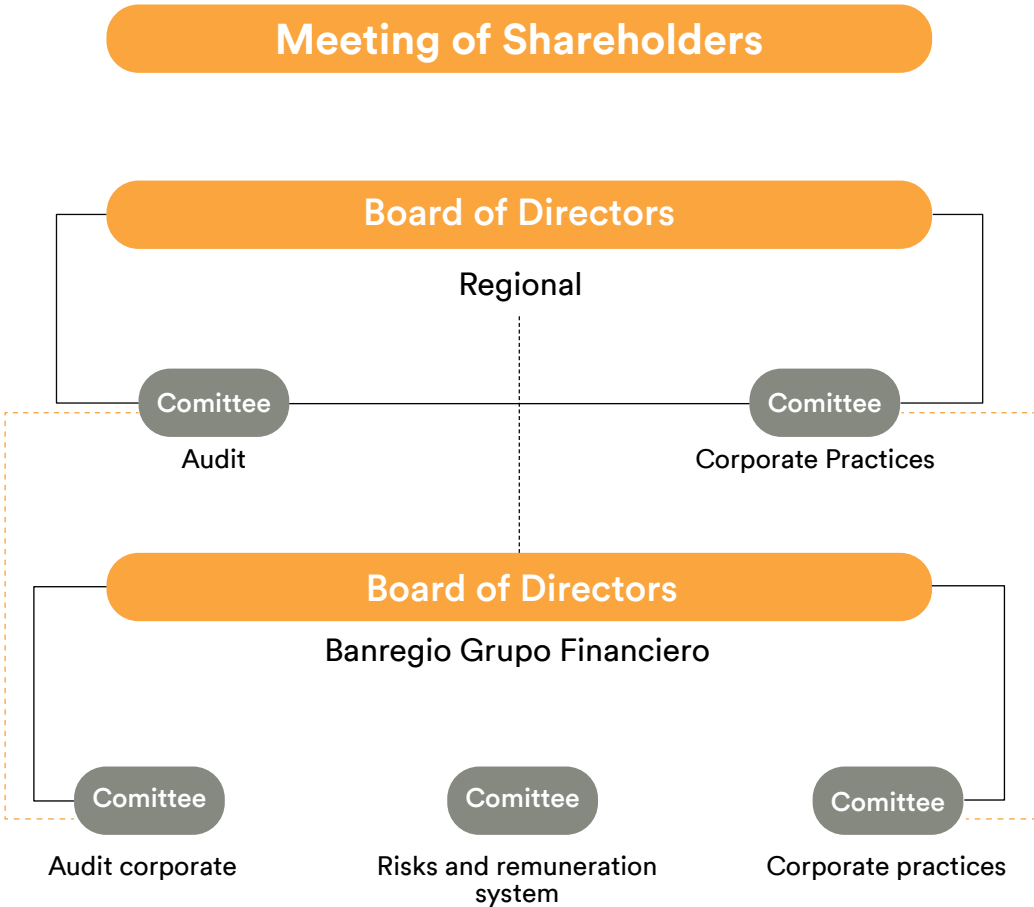 Meeting of Shareholders
Board of Directors
Regional
Comittee
Comittee
Audit
Corporate Practices
Board of Directors
Banregio Grupo Financiero
Comittee
Comittee
Comittee
Audit corporate
Risks and remuneration
system
Corporate practices